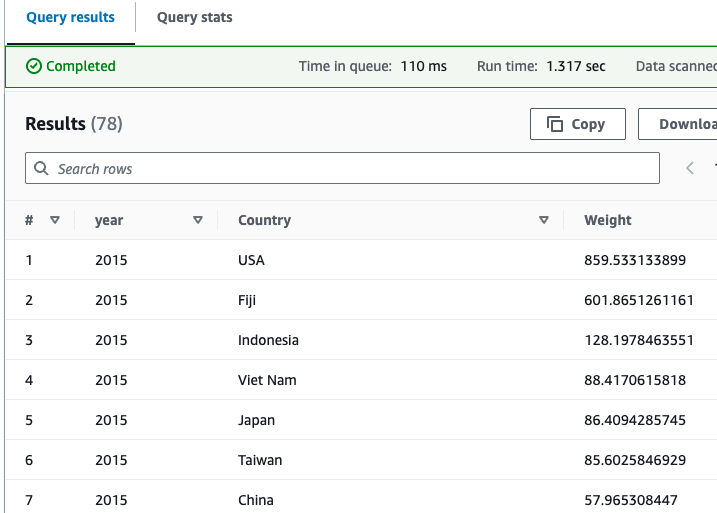 Query results Query stats
Completed Time in queue: 110 ms Run time: 1.317 sec Data scanned
Results (78) Copy
Search rows
# year Country Weight
1 2015 USA 859.533133899
2 2015 Fiji 601.8651261161
3 2015 Indonesia 128.1978463551
4 2015 Viet Nam 88.4170615818
5 2015 Japan 86.4094285745
6 2015 Taiwan 85.6025846929
7 2015 China 57.965308447